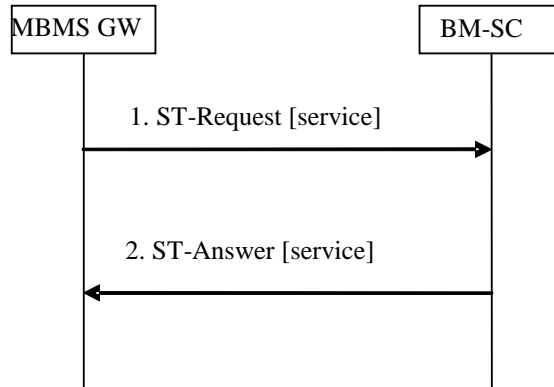 MBMS GW
BM-SC
1. ST-Request [service]
2. ST-Answer [service]